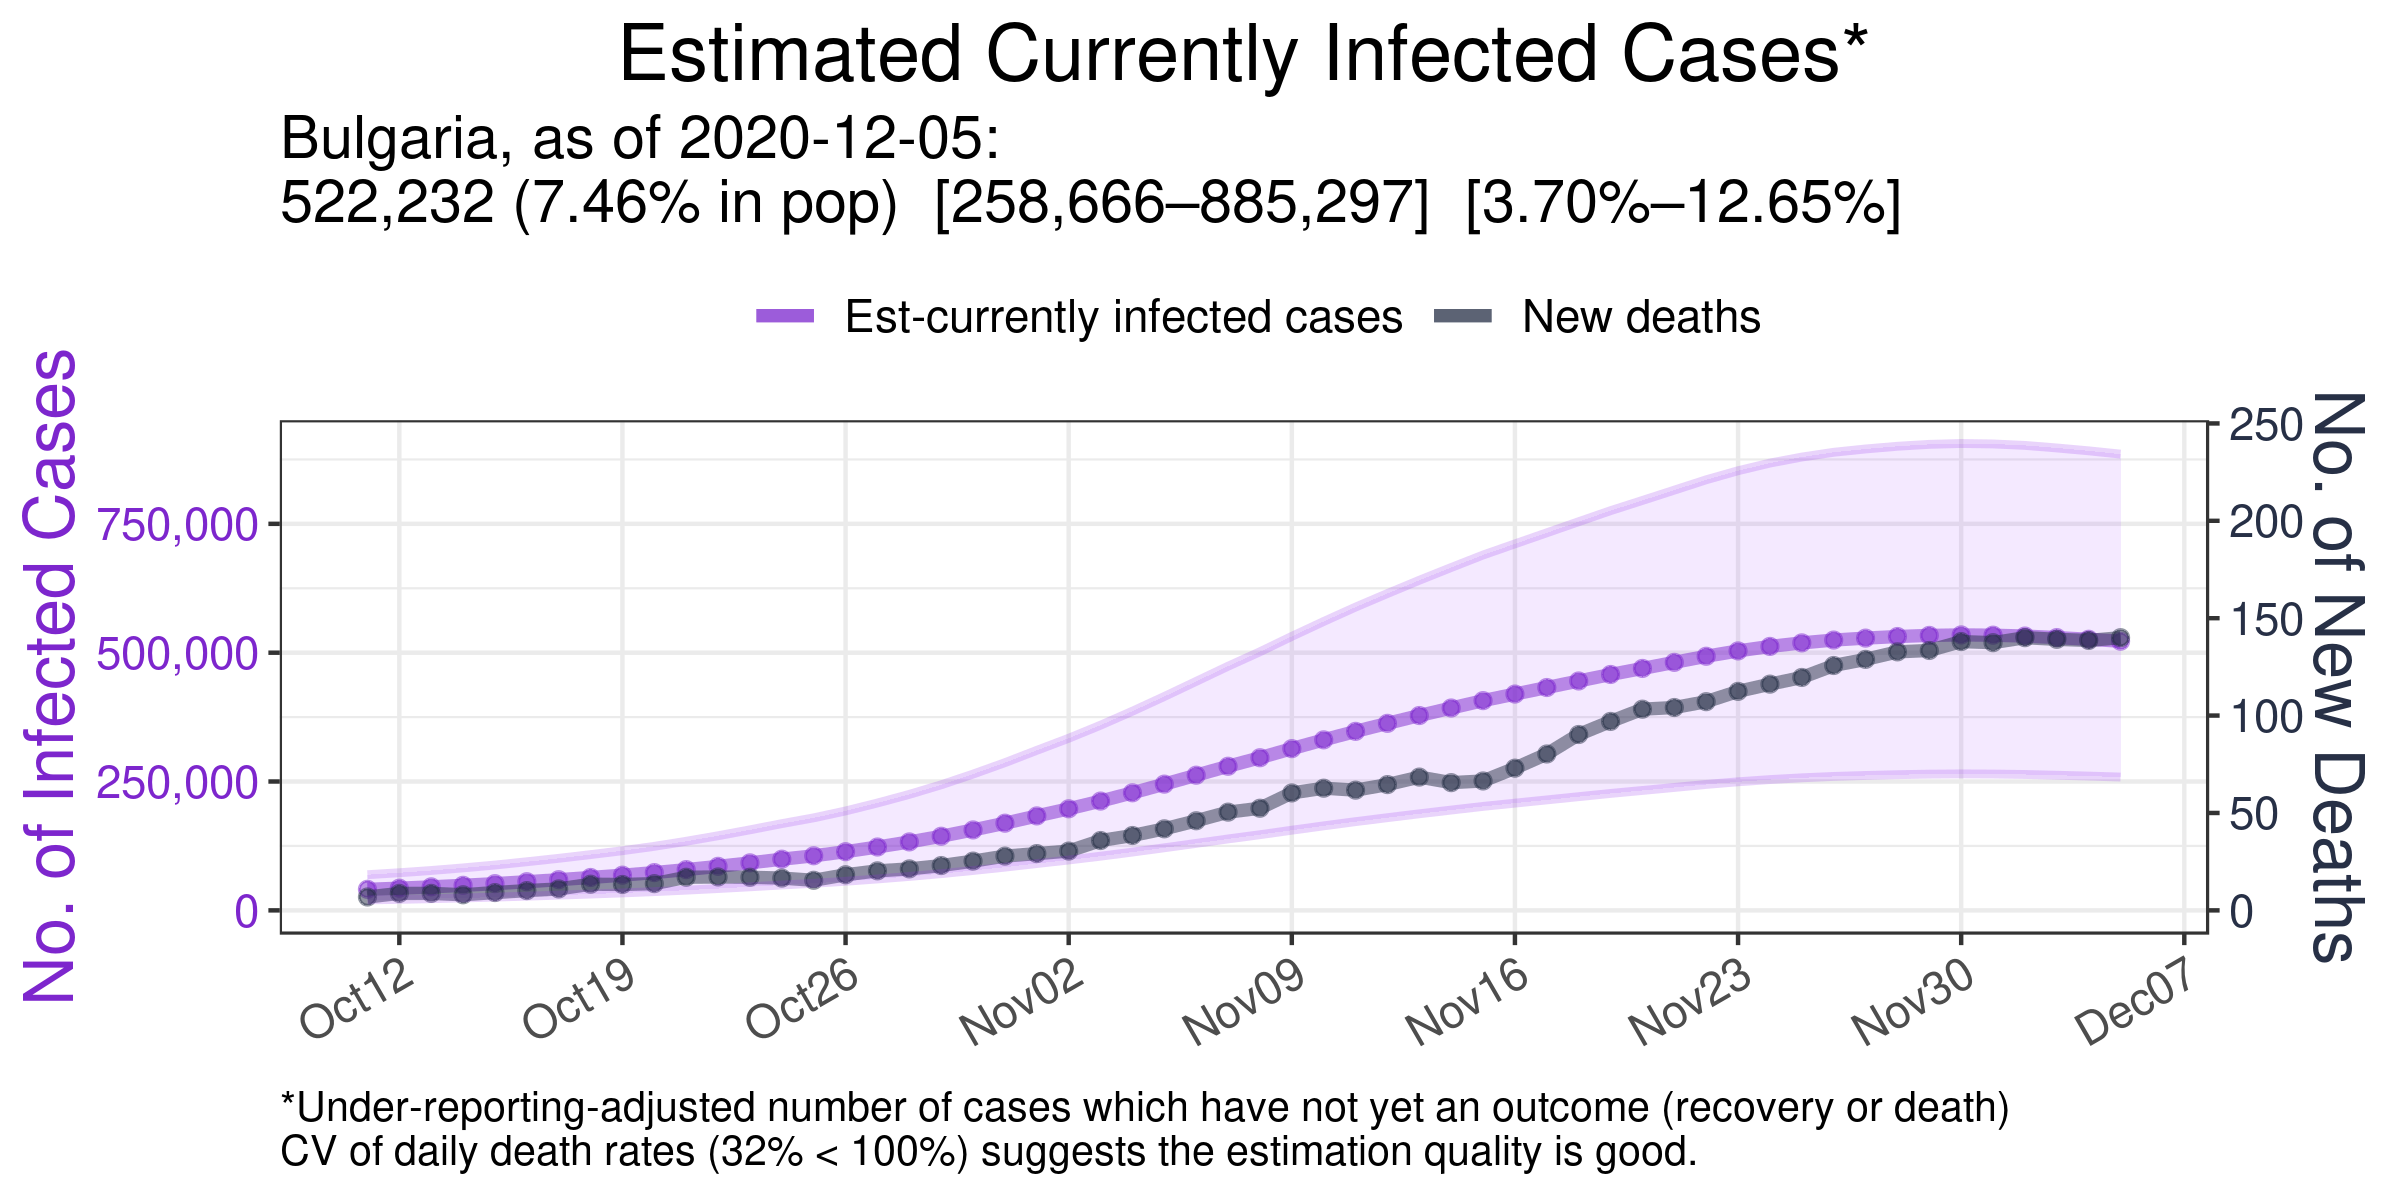 Estimated Currently Infected Cases*
Bulgaria, as of 2020-12-05:
522,232 (7.46% in pop)  [258,666–885,297]  [3.70%–12.65%]
Est-currently infected cases
New deaths
No. of Infected Cases
750,000
500,000
250,000
0
250
200
150
100
50
0
No. of New Deaths
Oct12
Oct19
Oct26
Nov02
Nov09
Nov16
Nov23
Nov30
Dec07
*Under-reporting-adjusted number of cases which have not yet an outcome (recovery or death)
CV of daily death rates (32% < 100%) suggests the estimation quality is good.